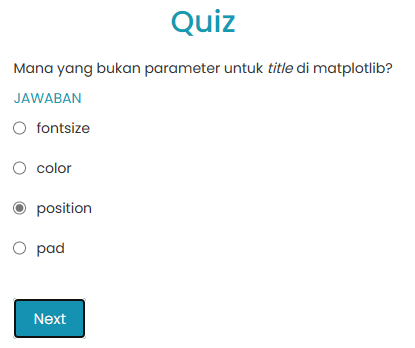 Quiz
Mana yang bukan parameter untuk title di matplotlib?
JAWABAN
fontsize
color
position
pad
Next